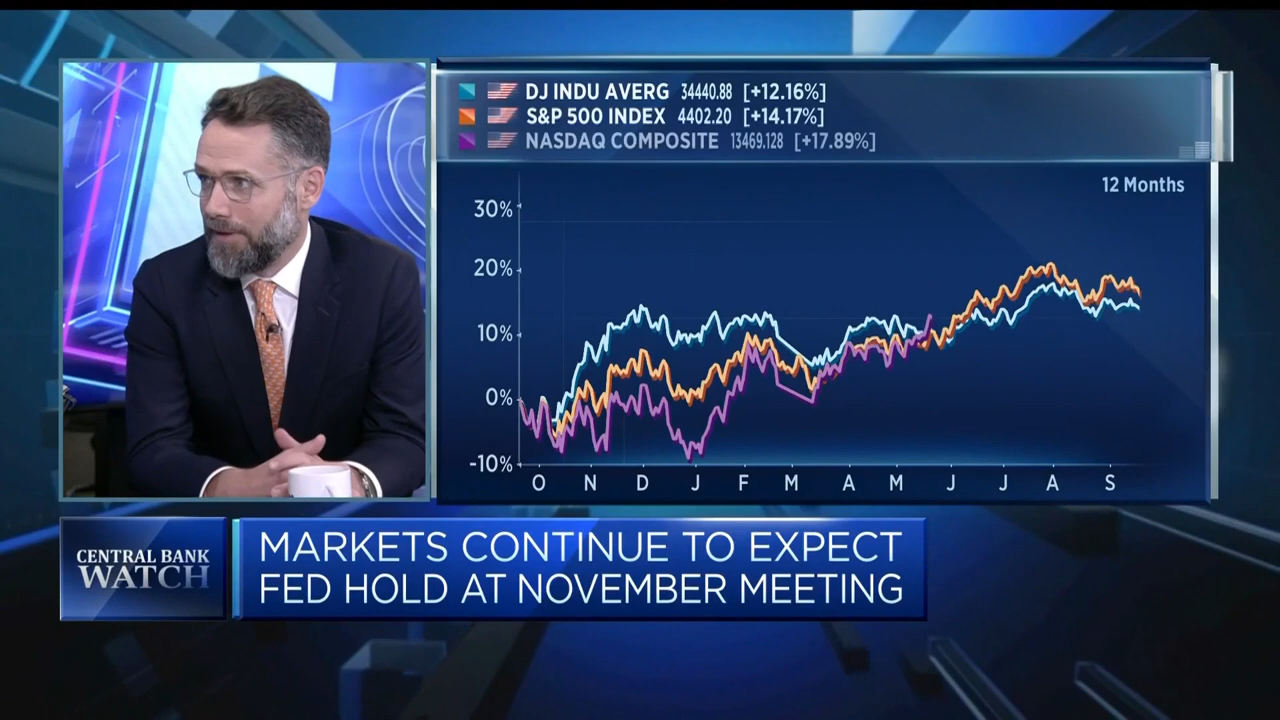 DJ INDU AVERG 34440.88 [+12.16%]
S&P 500 INDEX 4402.20 [+14.17%]
NASDAQ COMPOSITE 13469.128 [+17.89%]
12 Months
30%
20%
10%
0%
-10%
O N D J F M A M J J A S
CENTRAL BANK
WATCH
MARKETS CONTINUE TO EXPECT
FED HOLD AT NOVEMBER MEETING